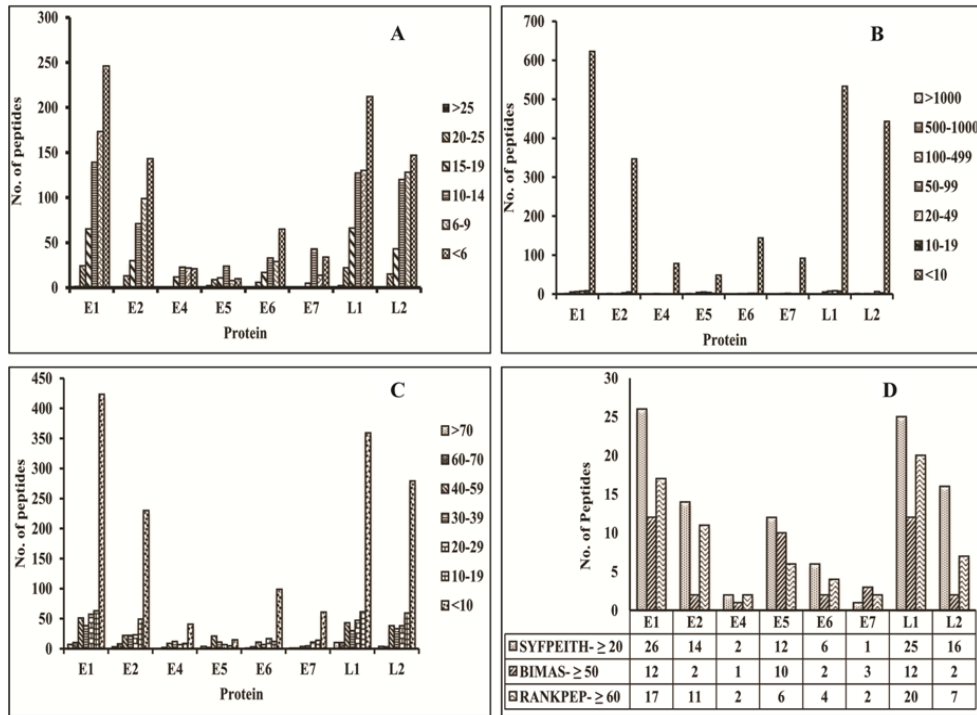 A
300
250
200
150
100
50
0
No. of peptides
E1 E2 E4 E5 E6 E7 L1 L2
Protein
>25
20-25
15-19
10-14
6-9
<6
B
700
600
500
400
300
200
100
0
No. of peptides
E1 E2 E4 E5 E6 E7 L1 L2
Protein
>1000
500-1000
100-499
50-99
20-49
10-19
<10
C
450
400
350
300
250
200
150
100
50
0
No. of peptides
E1 E2 E4 E5 E6 E7 L1 L2
Protein
>70
60-70
40-59
30-39
20-29
10-19
<10
D
30
25
20
15
10
5
0
No. of Peptides
E1 E2 E4 E5 E6 E7 L1 L2
SYFPEITH- ≥ 20 26 14 2 12 6 1 25 16
BIMAS- ≥ 50 12 2 1 10 2 3 12 2
RANKPEP- ≥ 60 17 11 2 6 4 2 20 7